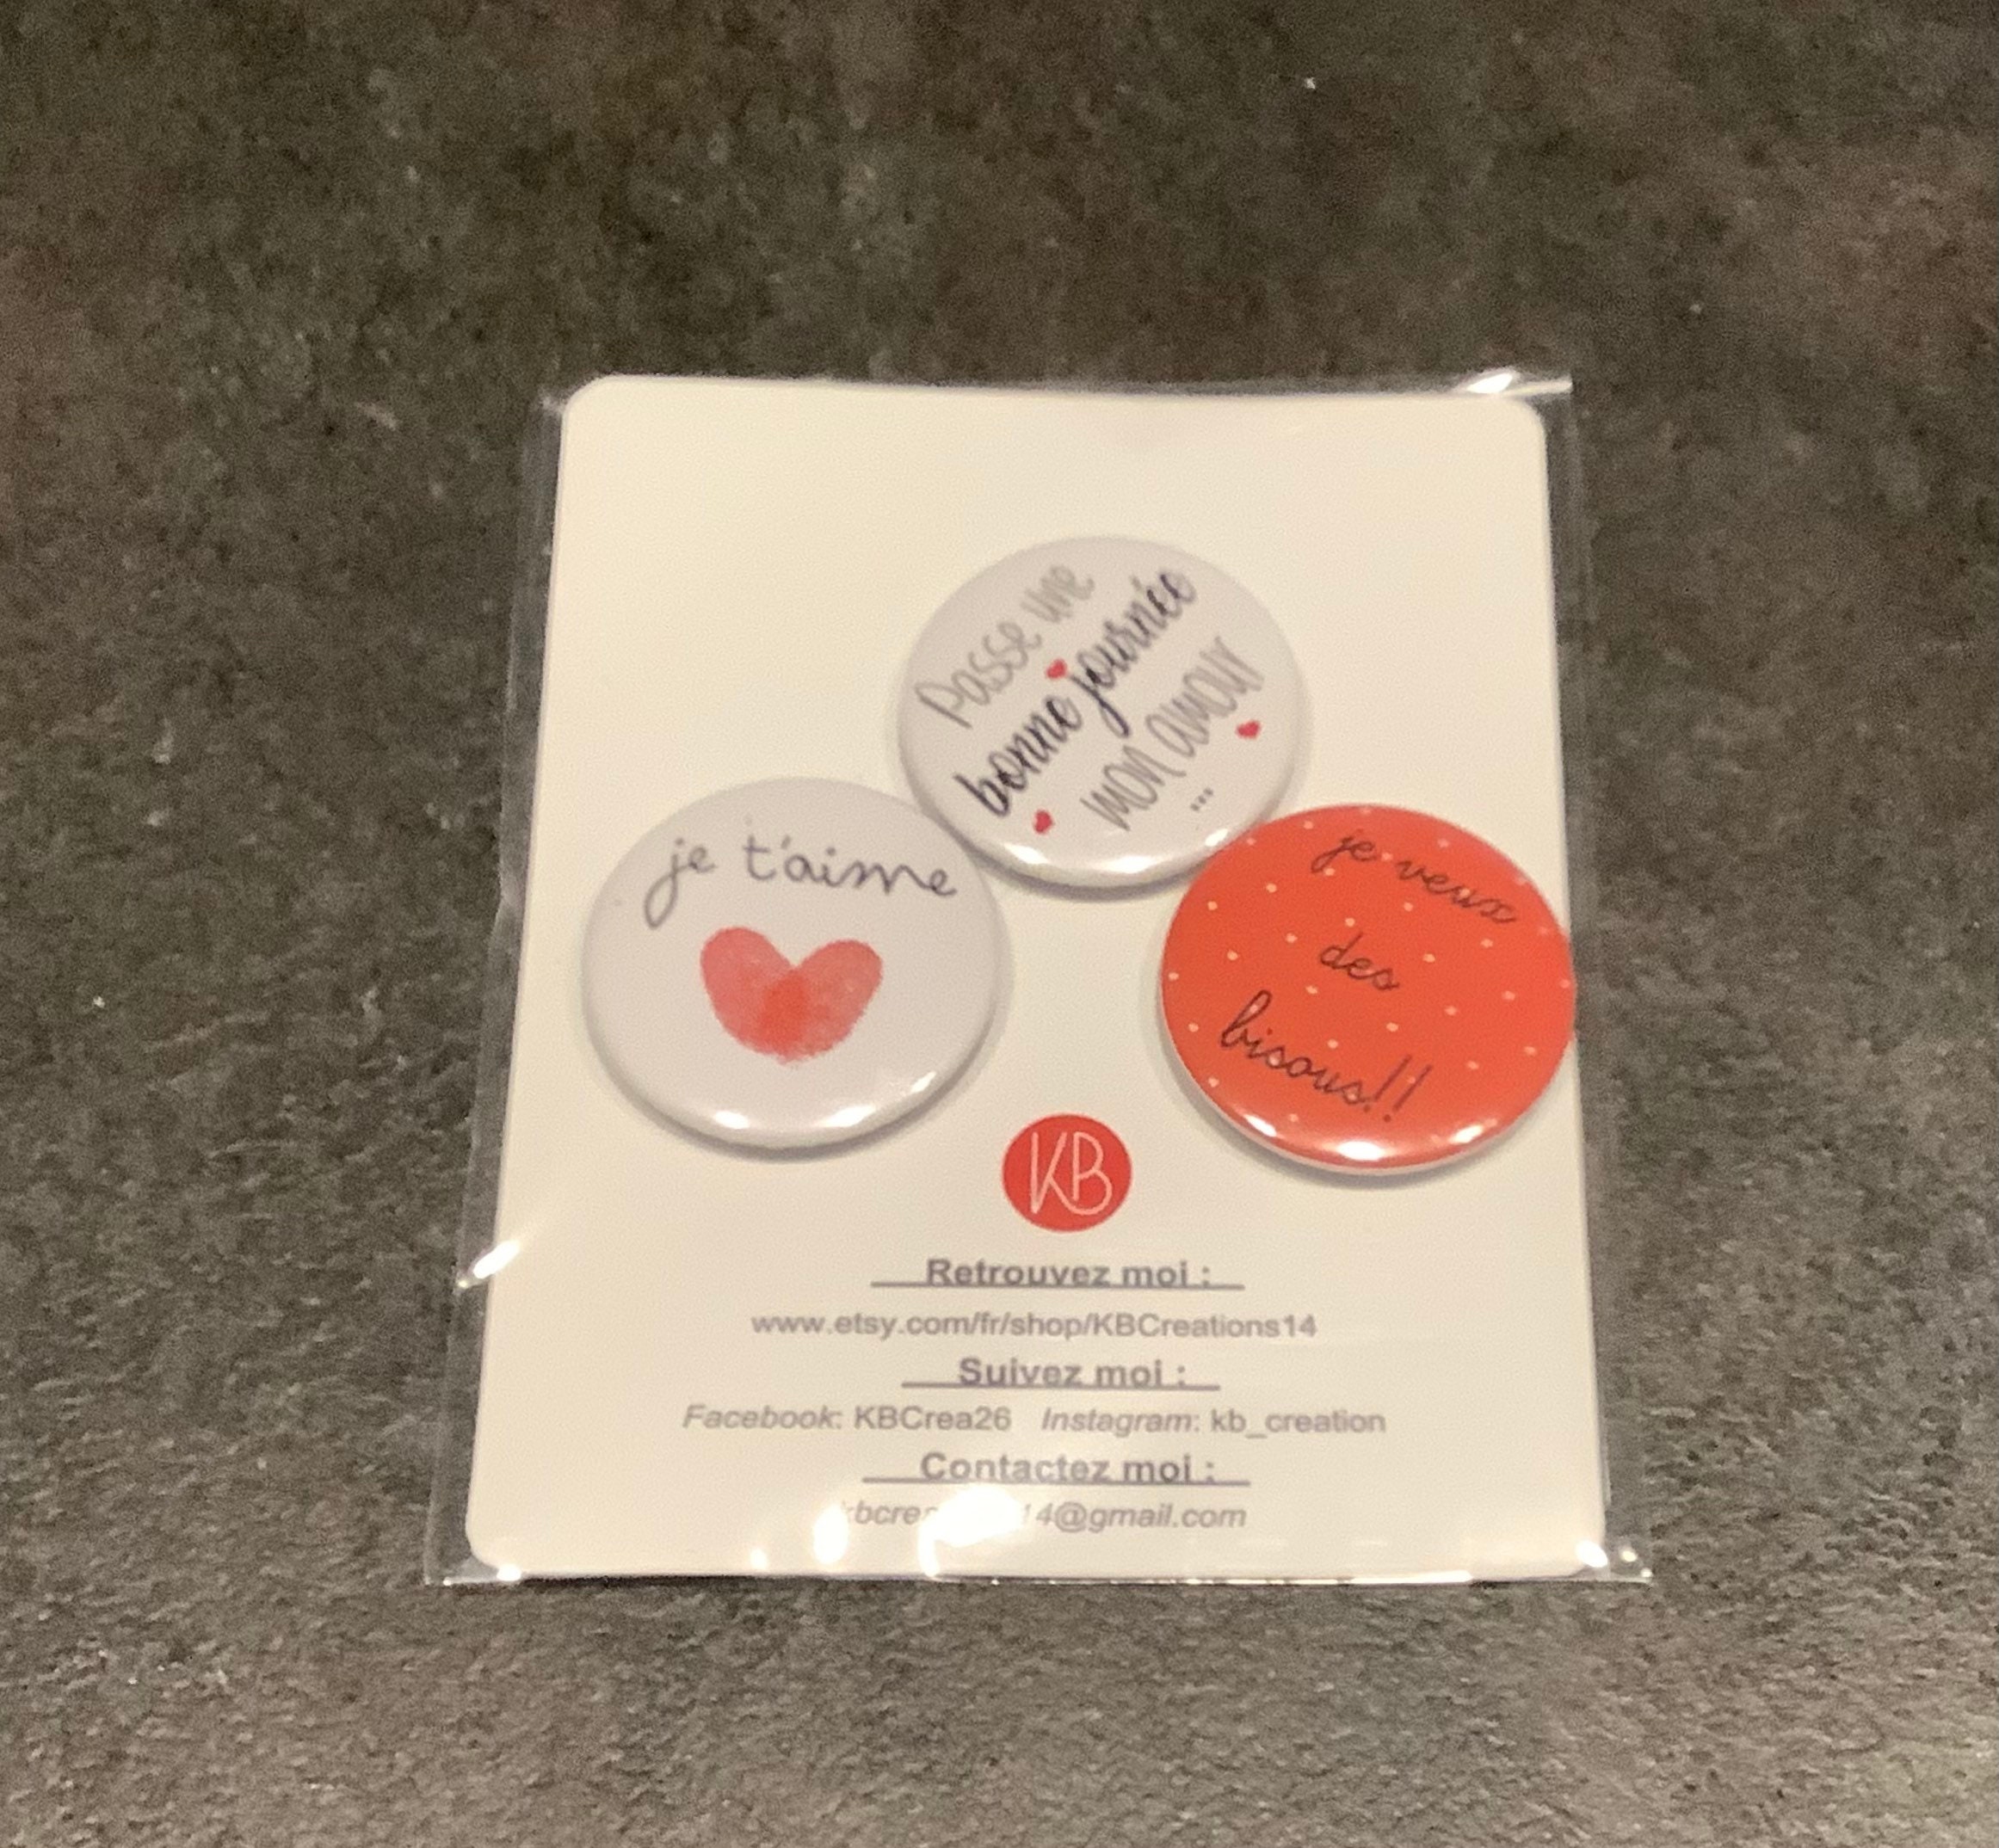 Passe une
bonne journée
mon amour
...
je t'aime
je veux
des
bisous!!
KB
Retrouvez moi :
www.etsy.com/fr/shop/KBCreations14
Suivez moi :
Facebook: KBCrea26 Instagram: kb_creation
Contactez moi :